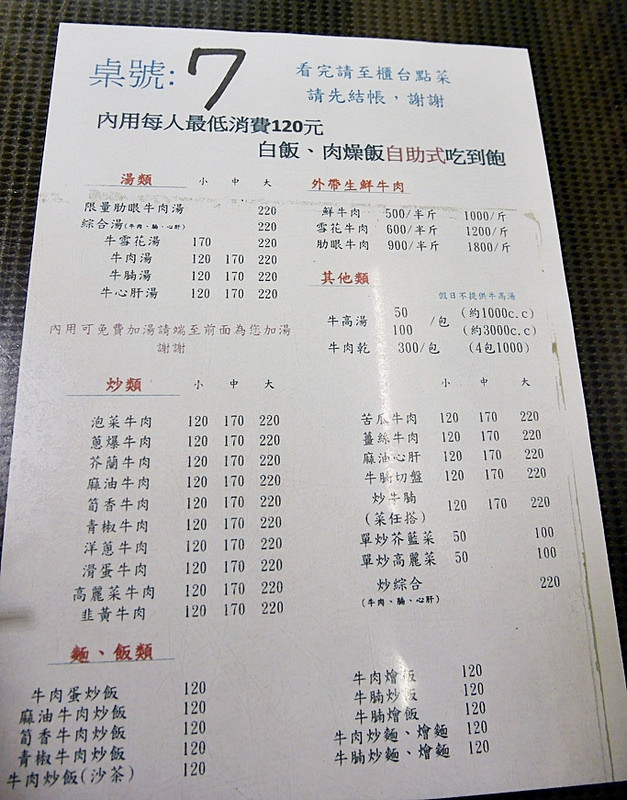 桌號: 7
看完請至櫃台點菜
請先結帳，謝謝
內用每人最低消費120元
白飯、肉燥飯自助式吃到飽
湯類 小 中 大
限量肋眼牛肉湯 220
綜合湯(牛肉、腩、心肝) 220
牛雪花湯 170 220
牛肉湯 120 170 220
牛腩湯 120 170 220
牛心肝湯 120 170 220
內用可免費加湯請端至前面為您加湯
謝謝
外帶生鮮牛肉
鮮牛肉 500/半斤 1000/斤
雪花牛肉 600/半斤 1200/斤
肋眼牛肉 900/半斤 1800/斤
其他類
假日不提供牛高湯
牛高湯 50 /包 (約1000c.c)
100 (約3000c.c)
牛肉乾 300/包 (4包1000)
炒類 小 中 大
泡菜牛肉 120 170 220
蔥爆牛肉 120 170 220
芥蘭牛肉 120 170 220
麻油牛肉 120 170 220
筍香牛肉 120 170 220
青椒牛肉 120 170 220
洋蔥牛肉 120 170 220
滑蛋牛肉 120 170 220
高麗菜牛肉 120 170 220
韭黃牛肉 120 170 220
小 中 大
苦瓜牛肉 120 170 220
薑絲牛肉 120 170 220
麻油心肝 120 170 220
牛腩切盤 120 170 220
炒牛腩 120 170 220
(菜任搭)
單炒芥藍菜 50 100
單炒高麗菜 50 100
炒綜合 220
(牛肉、腩、心肝)
麵、飯類
牛肉蛋炒飯 120
麻油牛肉炒飯 120
筍香牛肉炒飯 120
青椒牛肉炒飯 120
牛肉炒飯(沙茶) 120
牛肉燴飯 120
牛腩炒飯 120
牛腩燴飯 120
牛肉炒麵、燴麵 120
牛腩炒麵、燴麵 120